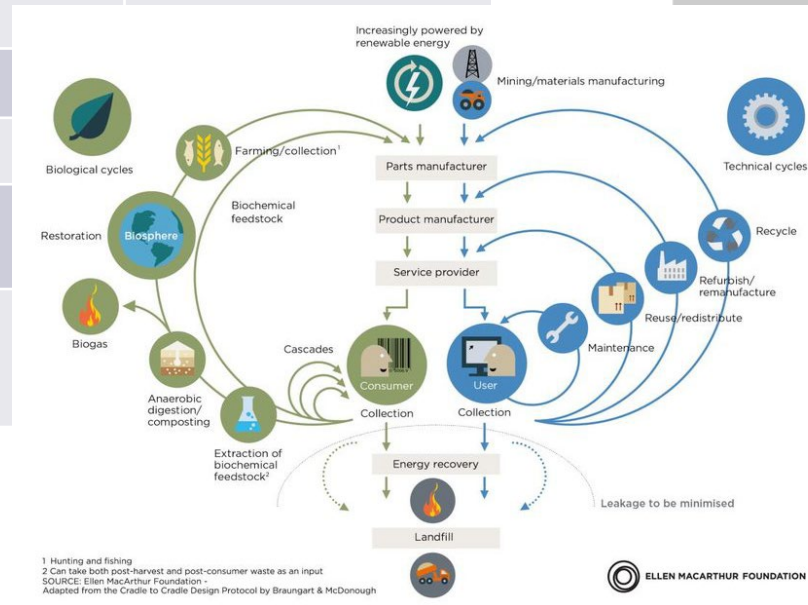 Increasingly powered by
renewable energy
Mining/materials manufacturing
Biological cycles
Farming/collection¹
Parts manufacturer
Technical cycles
Biochemical
feedstock
Product manufacturer
Restoration
Biosphere
Recycle
Service provider
Refurbish/
remanufacture
Reuse/redistribute
Biogas
Cascades
Maintenance
Consumer
User
Anaerobic
digestion/
composting
Collection
Collection
Extraction of
biochemical
feedstock²
Energy recovery
Leakage to be minimised
Landfill
1 Hunting and fishing
2 Can take both post-harvest and post-consumer waste as an input
SOURCE: Ellen MacArthur Foundation -
Adapted from the Cradle to Cradle Design Protocol by Braungart & McDonough
ELLEN MACARTHUR FOUNDATION